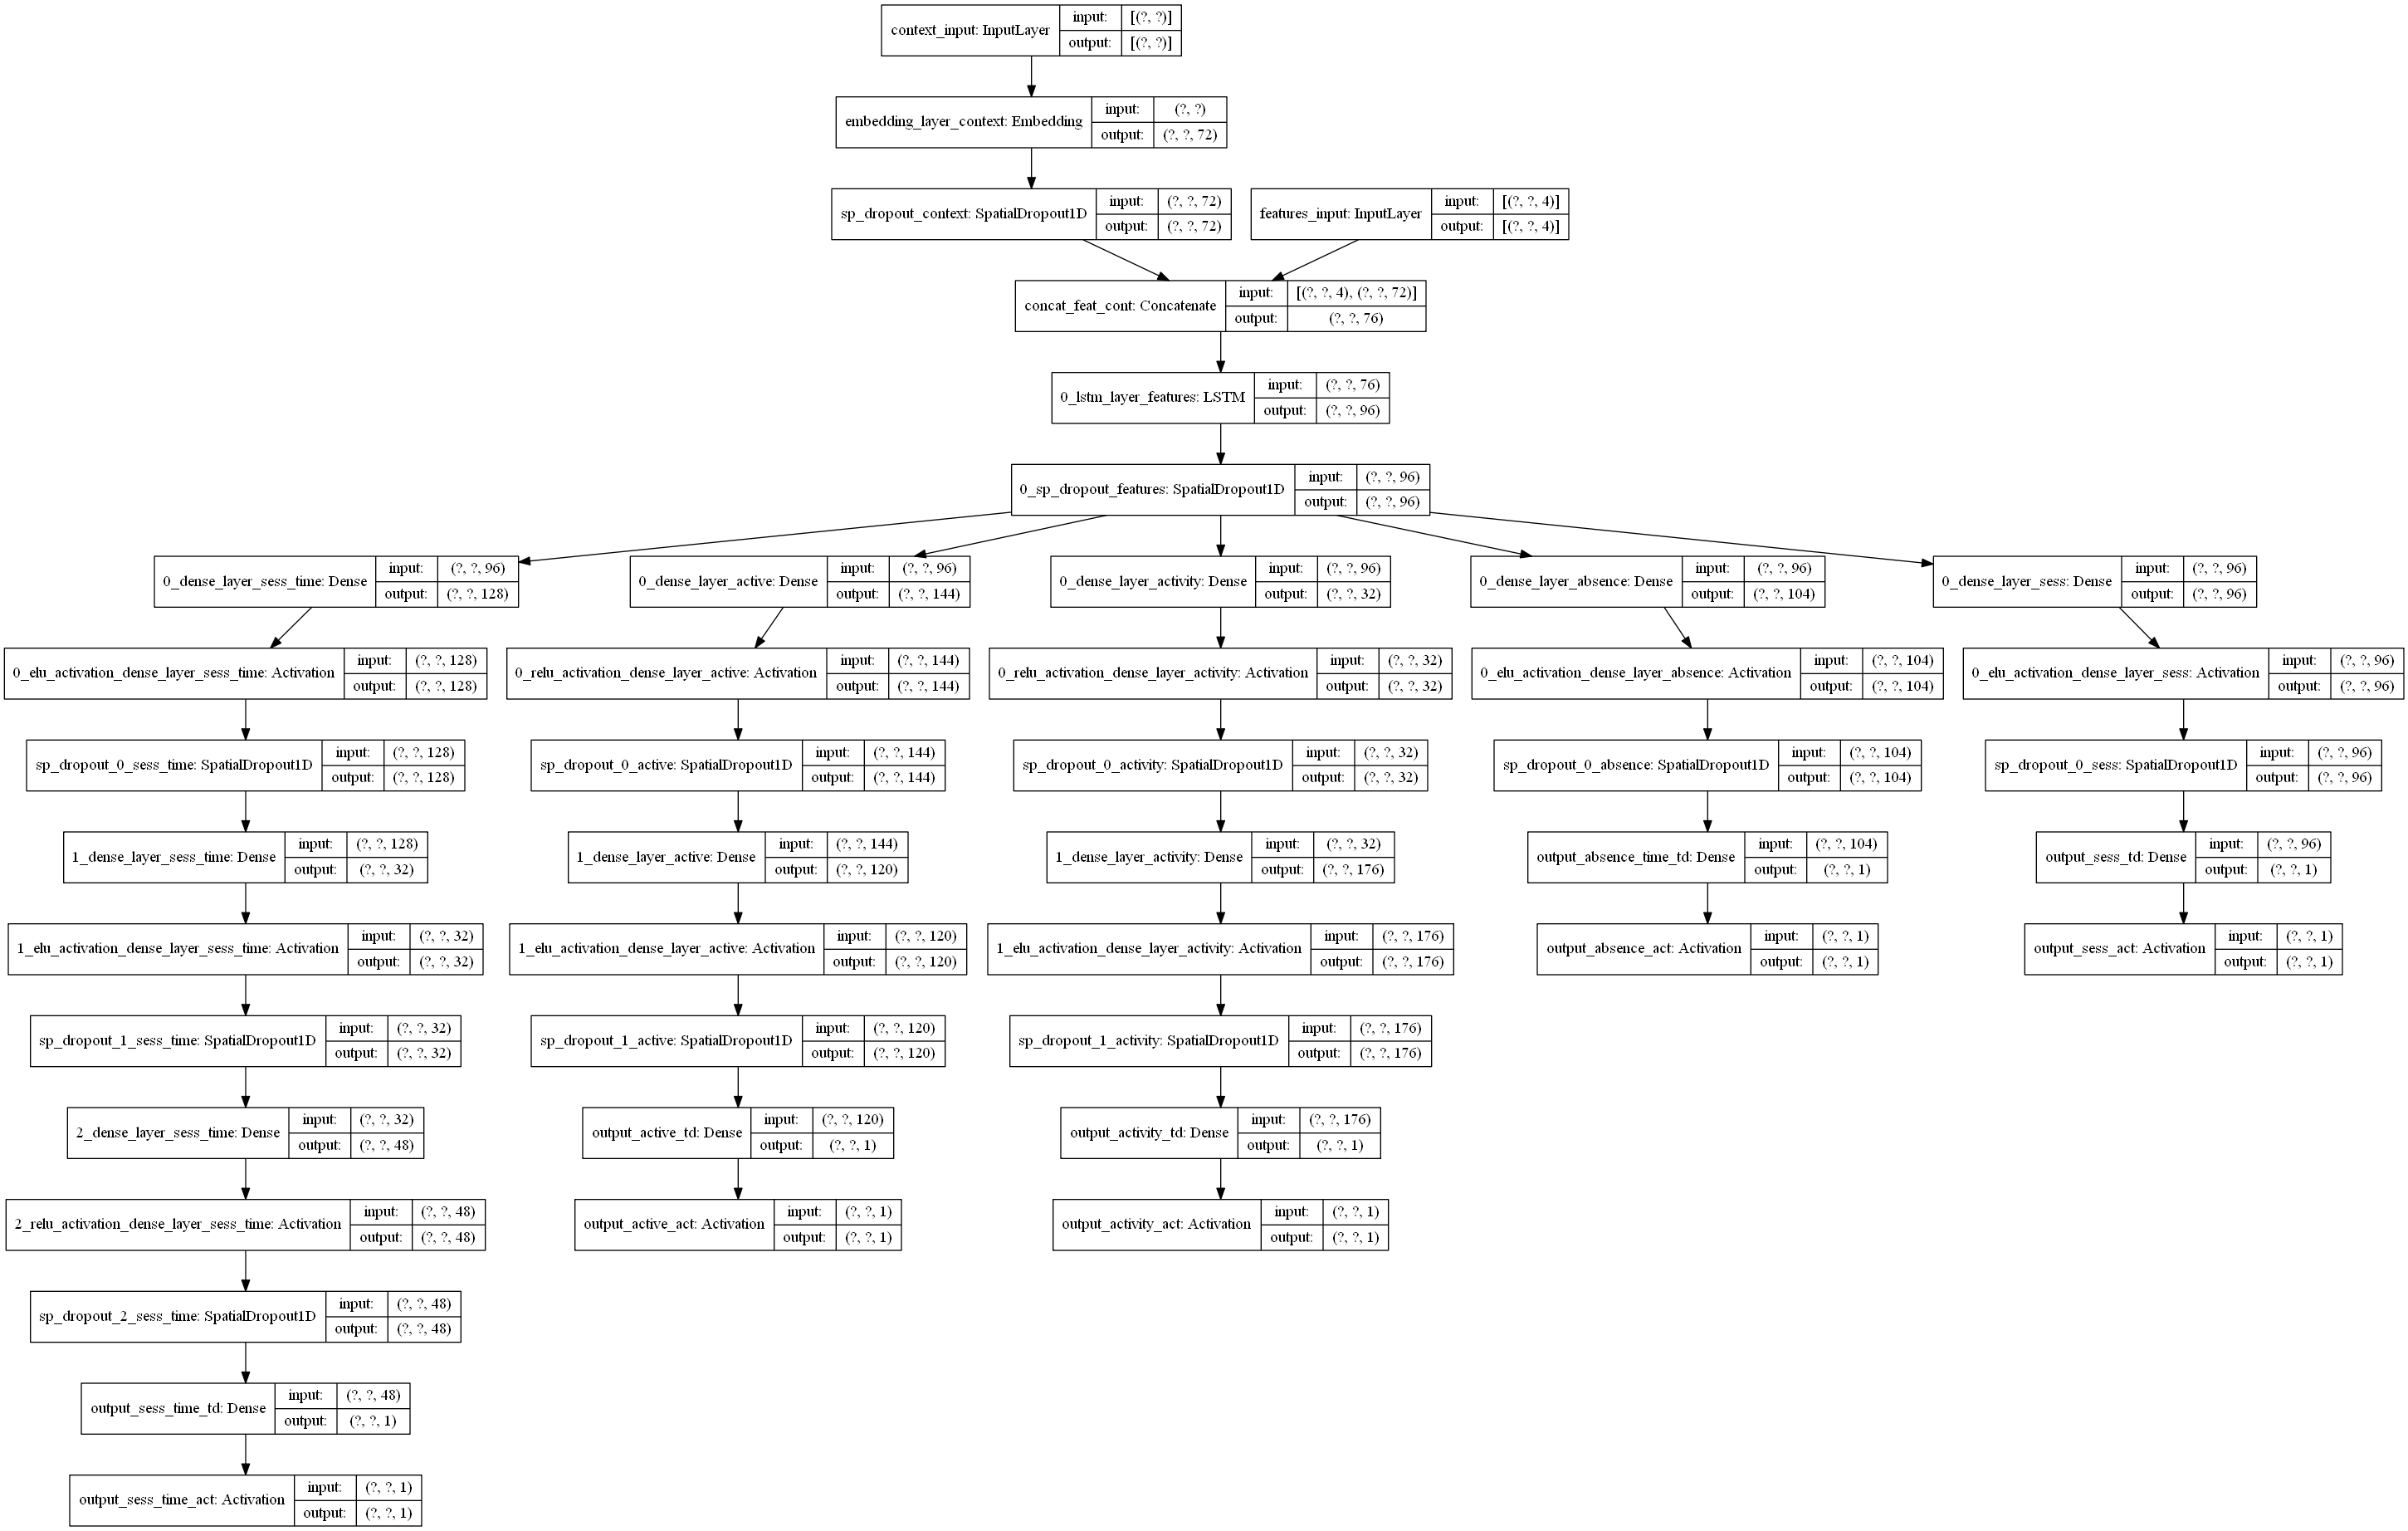 context_input: InputLayer
input:
[(?, ?)]
output:
[(?, ?)]
embedding_layer_context: Embedding
input:
(?, ?)
output:
(?, ?, 72)
sp_dropout_context: SpatialDropout1D
input:
(?, ?, 72)
output:
(?, ?, 72)
features_input: InputLayer
input:
[(?, ?, 4)]
output:
[(?, ?, 4)]
concat_feat_cont: Concatenate
input:
[(?, ?, 4), (?, ?, 72)]
output:
(?, ?, 76)
0_lstm_layer_features: LSTM
input:
(?, ?, 76)
output:
(?, ?, 96)
0_sp_dropout_features: SpatialDropout1D
input:
(?, ?, 96)
output:
(?, ?, 96)
0_dense_layer_sess_time: Dense
input:
(?, ?, 96)
output:
(?, ?, 128)
0_dense_layer_active: Dense
input:
(?, ?, 96)
output:
(?, ?, 144)
0_dense_layer_activity: Dense
input:
(?, ?, 96)
output:
(?, ?, 32)
0_dense_layer_absence: Dense
input:
(?, ?, 96)
output:
(?, ?, 104)
0_dense_layer_sess: Dense
input:
(?, ?, 96)
output:
(?, ?, 96)
0_elu_activation_dense_layer_sess_time: Activation
input:
(?, ?, 128)
output:
(?, ?, 128)
0_relu_activation_dense_layer_active: Activation
input:
(?, ?, 144)
output:
(?, ?, 144)
0_relu_activation_dense_layer_activity: Activation
input:
(?, ?, 32)
output:
(?, ?, 32)
0_elu_activation_dense_layer_absence: Activation
input:
(?, ?, 104)
output:
(?, ?, 104)
0_elu_activation_dense_layer_sess: Activation
input:
(?, ?, 96)
output:
(?, ?, 96)
sp_dropout_0_sess_time: SpatialDropout1D
input:
(?, ?, 128)
output:
(?, ?, 128)
sp_dropout_0_active: SpatialDropout1D
input:
(?, ?, 144)
output:
(?, ?, 144)
sp_dropout_0_activity: SpatialDropout1D
input:
(?, ?, 32)
output:
(?, ?, 32)
sp_dropout_0_absence: SpatialDropout1D
input:
(?, ?, 104)
output:
(?, ?, 104)
sp_dropout_0_sess: SpatialDropout1D
input:
(?, ?, 96)
output:
(?, ?, 96)
1_dense_layer_sess_time: Dense
input:
(?, ?, 128)
output:
(?, ?, 32)
1_dense_layer_active: Dense
input:
(?, ?, 144)
output:
(?, ?, 120)
1_dense_layer_activity: Dense
input:
(?, ?, 32)
output:
(?, ?, 176)
output_absence_time_td: Dense
input:
(?, ?, 104)
output:
(?, ?, 1)
output_sess_td: Dense
input:
(?, ?, 96)
output:
(?, ?, 1)
1_elu_activation_dense_layer_sess_time: Activation
input:
(?, ?, 32)
output:
(?, ?, 32)
1_elu_activation_dense_layer_active: Activation
input:
(?, ?, 120)
output:
(?, ?, 120)
1_elu_activation_dense_layer_activity: Activation
input:
(?, ?, 176)
output:
(?, ?, 176)
output_absence_act: Activation
input:
(?, ?, 1)
output:
(?, ?, 1)
output_sess_act: Activation
input:
(?, ?, 1)
output:
(?, ?, 1)
sp_dropout_1_sess_time: SpatialDropout1D
input:
(?, ?, 32)
output:
(?, ?, 32)
sp_dropout_1_active: SpatialDropout1D
input:
(?, ?, 120)
output:
(?, ?, 120)
sp_dropout_1_activity: SpatialDropout1D
input:
(?, ?, 176)
output:
(?, ?, 176)
2_dense_layer_sess_time: Dense
input:
(?, ?, 32)
output:
(?, ?, 48)
output_active_td: Dense
input:
(?, ?, 120)
output:
(?, ?, 1)
output_activity_td: Dense
input:
(?, ?, 176)
output:
(?, ?, 1)
2_relu_activation_dense_layer_sess_time: Activation
input:
(?, ?, 48)
output:
(?, ?, 48)
output_active_act: Activation
input:
(?, ?, 1)
output:
(?, ?, 1)
output_activity_act: Activation
input:
(?, ?, 1)
output:
(?, ?, 1)
sp_dropout_2_sess_time: SpatialDropout1D
input:
(?, ?, 48)
output:
(?, ?, 48)
output_sess_time_td: Dense
input:
(?, ?, 48)
output:
(?, ?, 1)
output_sess_time_act: Activation
input:
(?, ?, 1)
output:
(?, ?, 1)